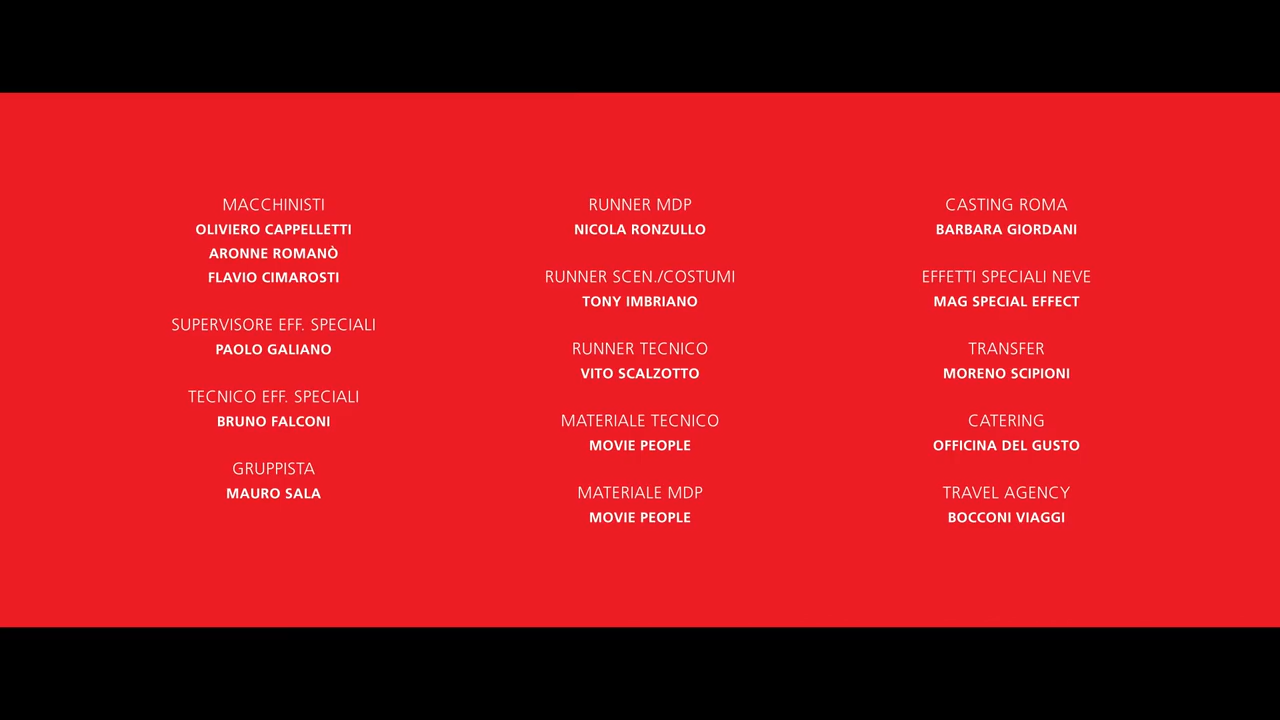 MACCHINISTI
OLIVIERO CAPPELLETTI
ARONNE ROMANÒ
FLAVIO CIMAROSTI
SUPERVISORE EFF. SPECIALI
PAOLO GALIANO
TECNICO EFF. SPECIALI
BRUNO FALCONI
GRUPPISTA
MAURO SALA
RUNNER MDP
NICOLA RONZULLO
RUNNER SCEN./COSTUMI
TONY IMBRIANO
RUNNER TECNICO
VITO SCALZOTTO
MATERIALE TECNICO
MOVIE PEOPLE
MATERIALE MDP
MOVIE PEOPLE
CASTING ROMA
BARBARA GIORDANI
EFFETTI SPECIALI NEVE
MAG SPECIAL EFFECT
TRANSFER
MORENO SCIPIONI
CATERING
OFFICINA DEL GUSTO
TRAVEL AGENCY
BOCCONI VIAGGI